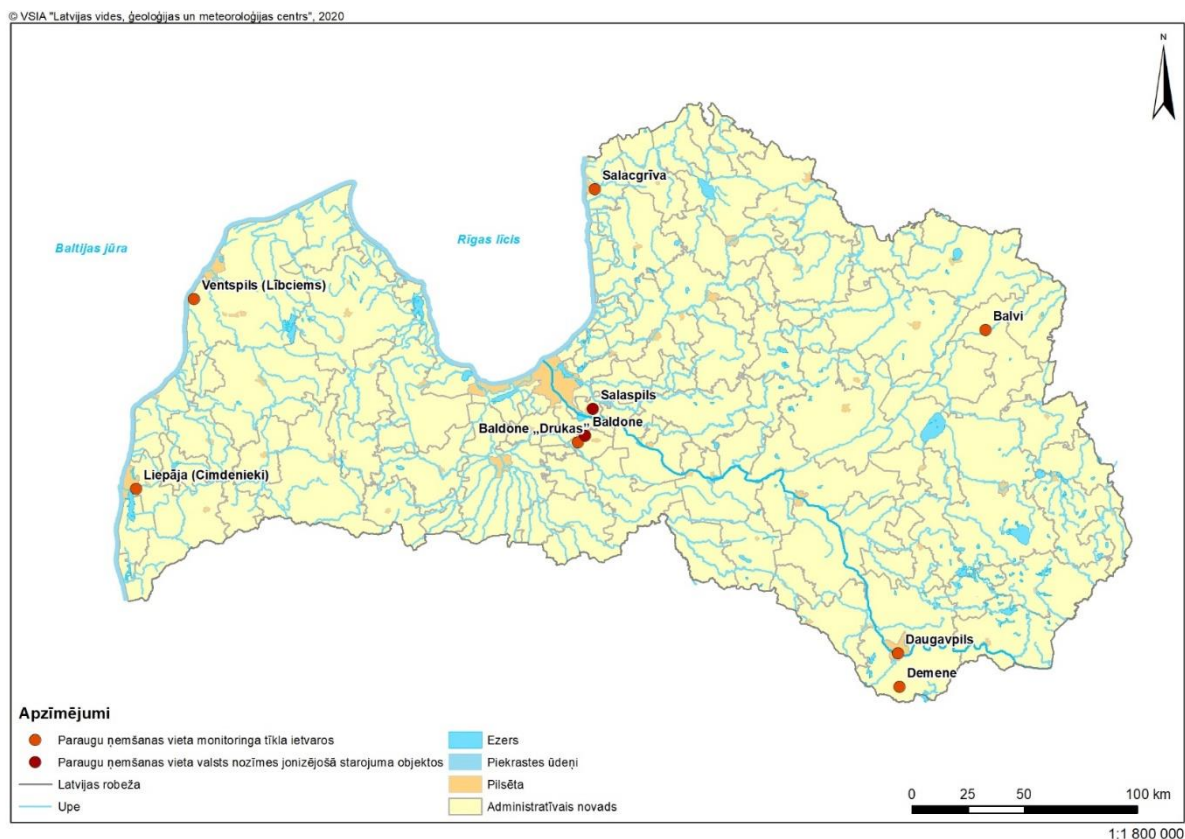 © VSIA "Latvijas vides, ģeoloģijas un meteoroloģijas centrs", 2020
N
Salacgrīva
Baltijas jūra
Rīgas līcis
Ventspils (Lībciems)
Balvi
Salaspils
Baldone „Drukas” Baldone
Liepāja (Cimdenieki)
Daugavpils
Demene
Apzīmējumi
Paraugu ņemšanas vieta monitoringa tīkla ietvaros
Paraugu ņemšanas vieta valsts nozīmes jonizējošā starojuma objektos
Latvijas robeža
Upe
Ezers
Piekrastes ūdeņi
Pilsēta
Administratīvais novads
0 25 50 100 km
1:1 800 000